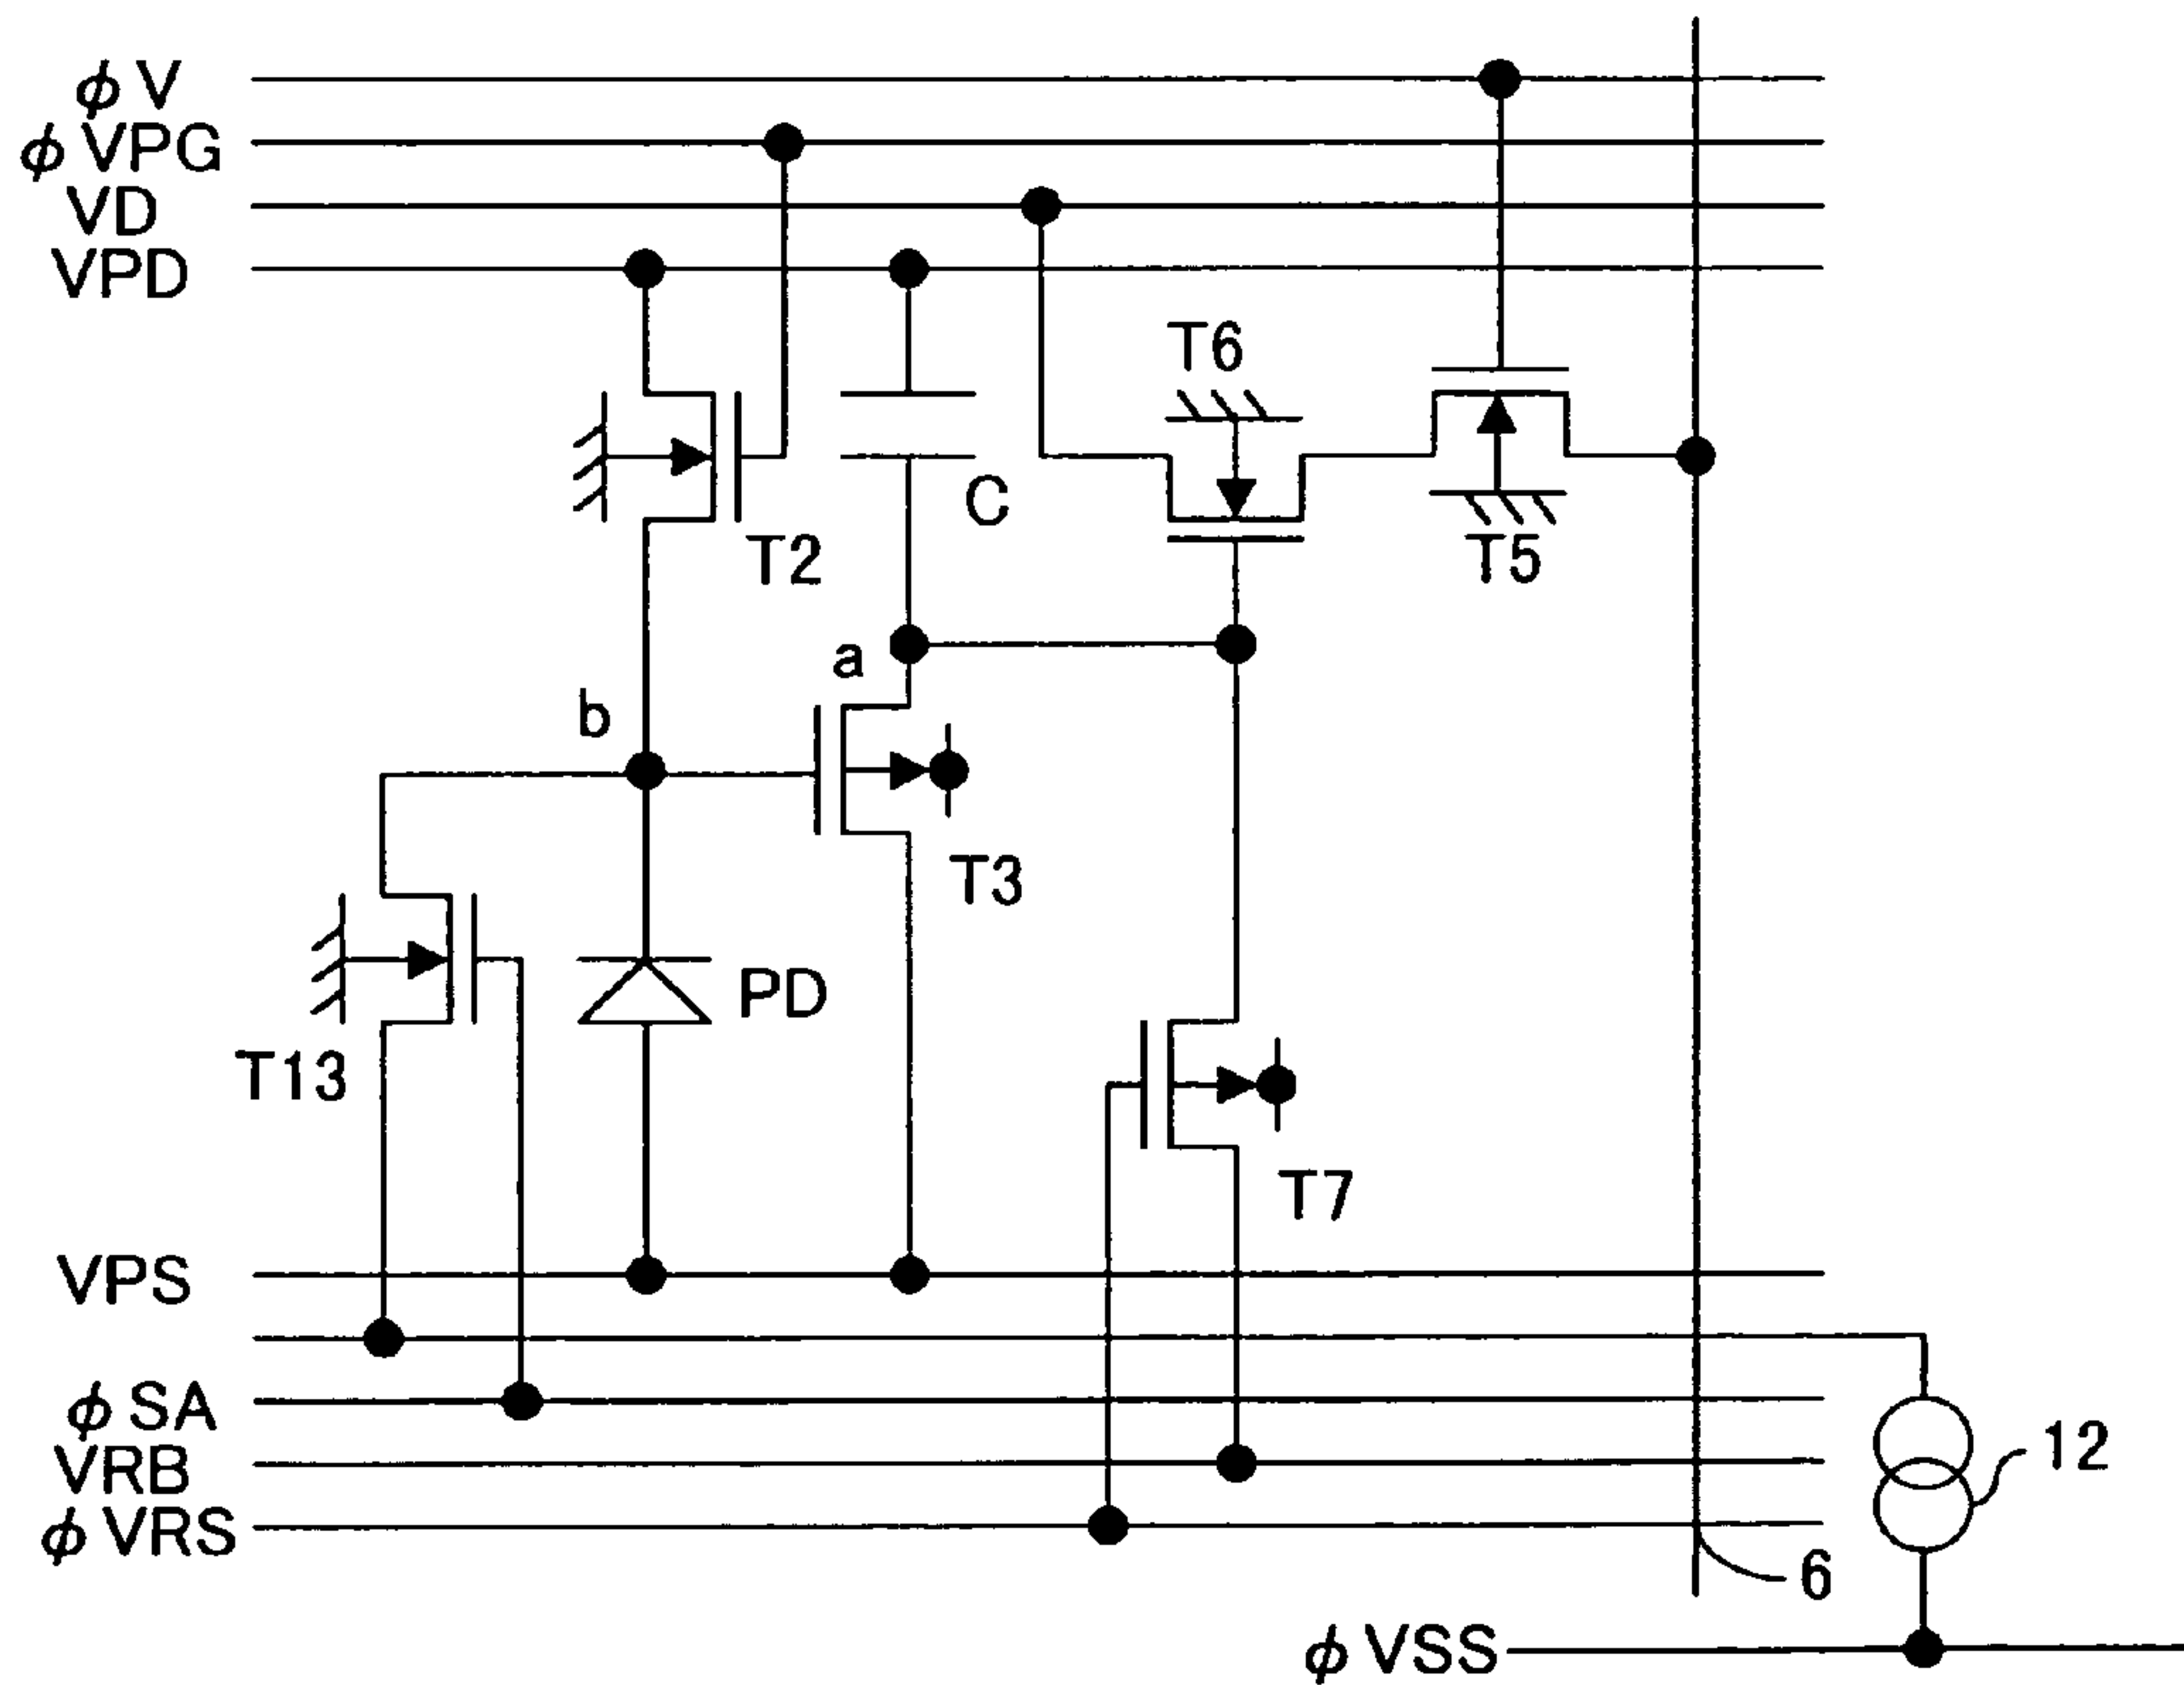 ϕV
ϕVPG
VD
VPD
T6
C
T2
T5
a
b
T3
PD
T13
T7
VPS
ϕSA
12
VRB
ϕVRS
6
ϕVSS